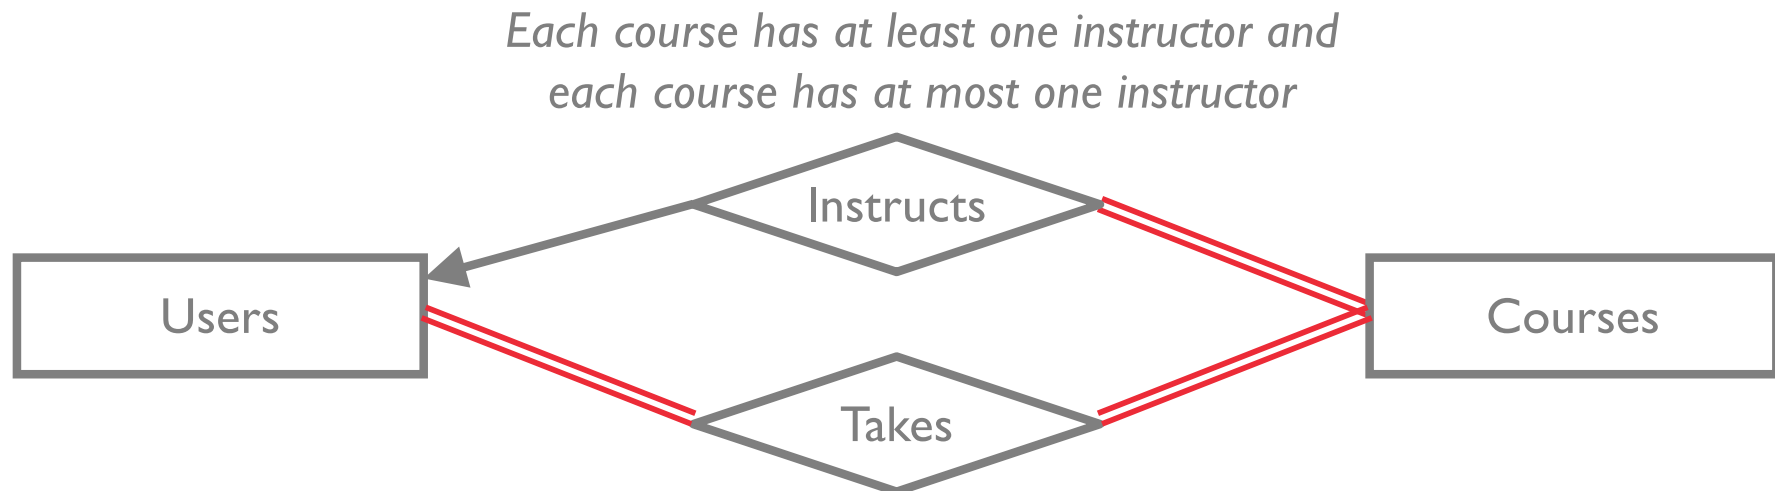 Each course has at least one instructor and
each course has at most one instructor
Instructs
Users
Courses
Takes